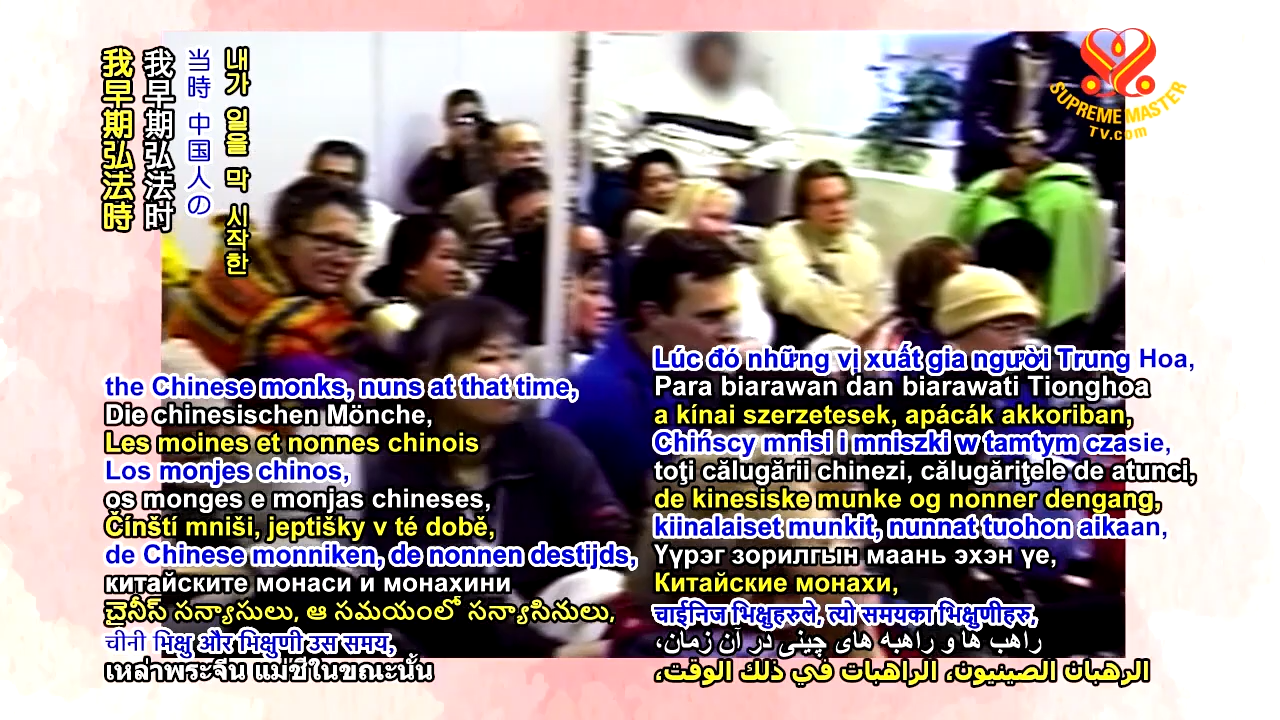 我早期弘法時
我早期弘法时
当時 中国人の
내가 일을 막 시작한
SUPREME MASTER
TV.com
the Chinese monks, nuns at that time,
Die chinesischen Mönche,
Les moines et nonnes chinois
Los monjes chinos,
os monges e monjas chineses,
Čínští mniši, jeptišky v té době,
de Chinese monniken, de nonnen destijds,
китайските монаси и монахини
చైనీస్ సన్యాసులు, ఆ సమయంలో సన్యాసినులు,
चीनी भिक्षु और भिक्षुणी उस समय,
เหล่าพระจีน แม่ชีในขณะนั้น
Lúc đó những vị xuất gia người Trung Hoa,
Para biarawan dan biarawati Tionghoa
a kínai szerzetesek, apácák akkoriban,
Chińscy mnisi i mniszki w tamtym czasie,
toţi călugării chinezi, călugăriţele de atunci,
de kinesiske munke og nonner dengang,
kiinalaiset munkit, nunnat tuohon aikaan,
Үүрэг зорилгын маань эхэн үе,
Китайские монахи,
चाईनिज भिक्षुहरुले, त्यो समयका भिक्षुणीहरु,
راهب ها و راهبه های چینی در آن زمان،
الرهبان الصينيون، الراهبات في ذلك الوقت،